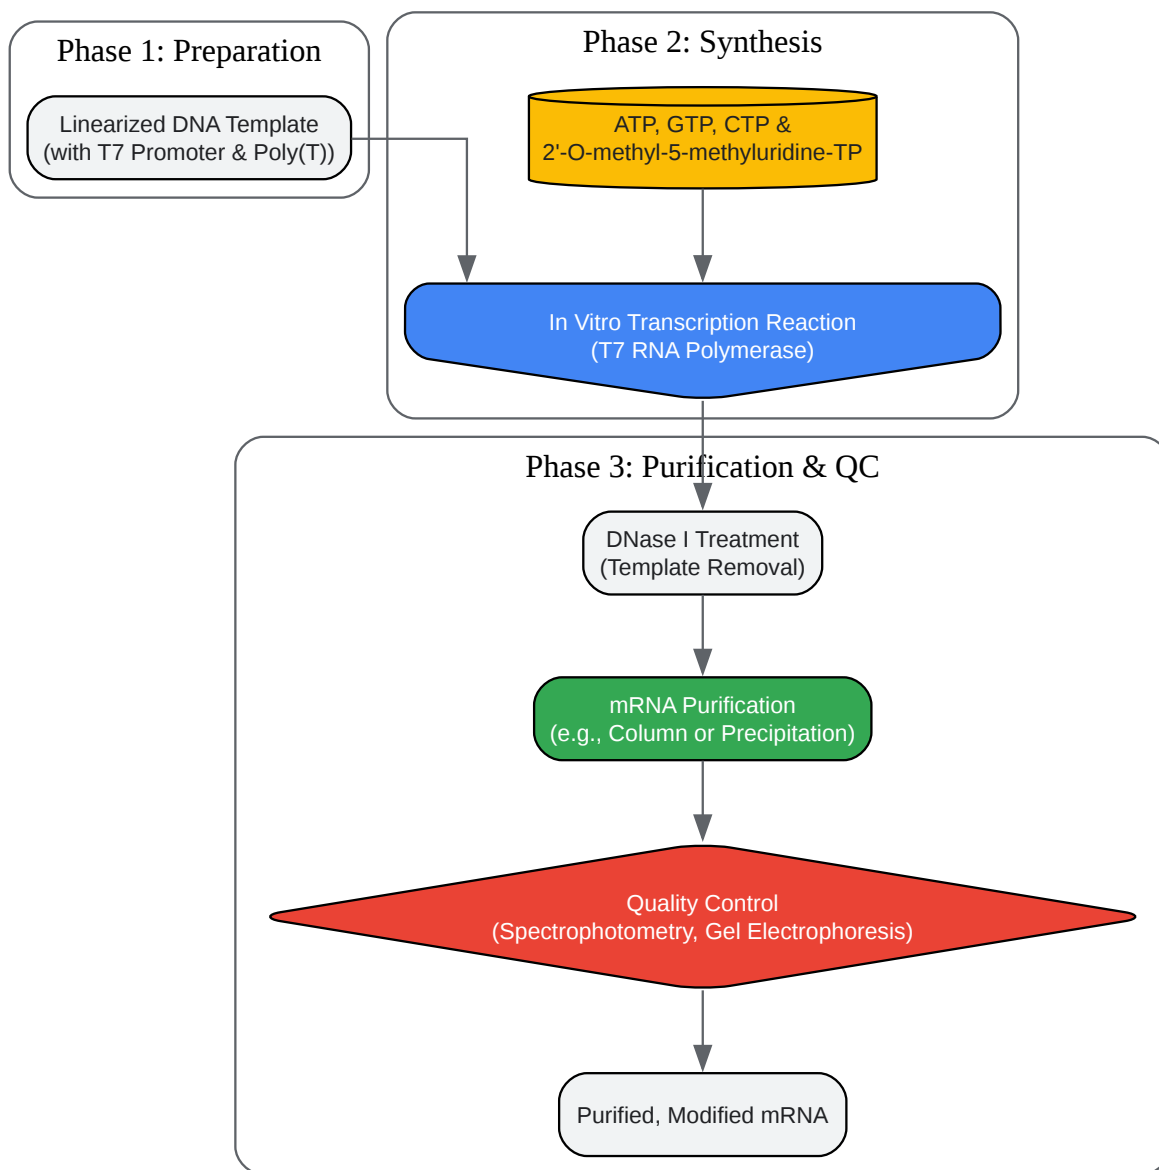 Phase 1: Preparation
Linearized DNA Template
(with T7 Promoter & Poly(T))
Phase 2: Synthesis
ATP, GTP, CTP &
2'-O-methyl-5-methyluridine-TP
In Vitro Transcription Reaction
(T7 RNA Polymerase)
Phase 3: Purification & QC
DNase I Treatment
(Template Removal)
mRNA Purification
(e.g., Column or Precipitation)
Quality Control
(Spectrophotometry, Gel Electrophoresis)
Purified, Modified mRNA